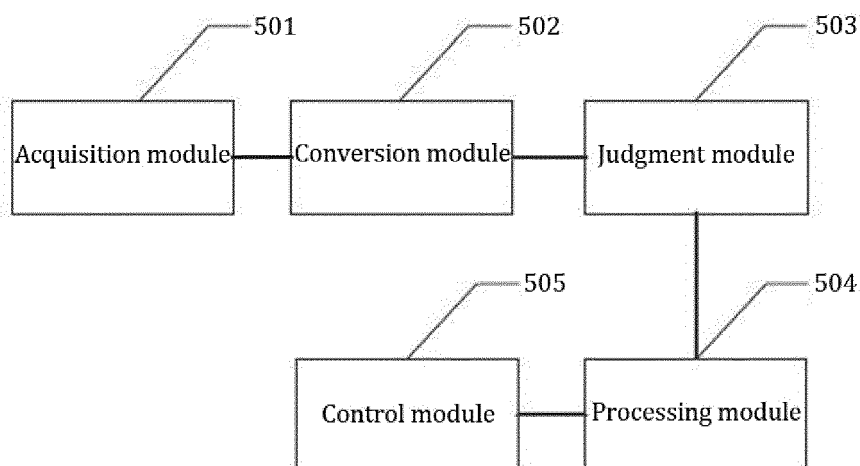 501
502
503
Acquisition module
Conversion module
Judgment module
505
504
Control module
Processing module